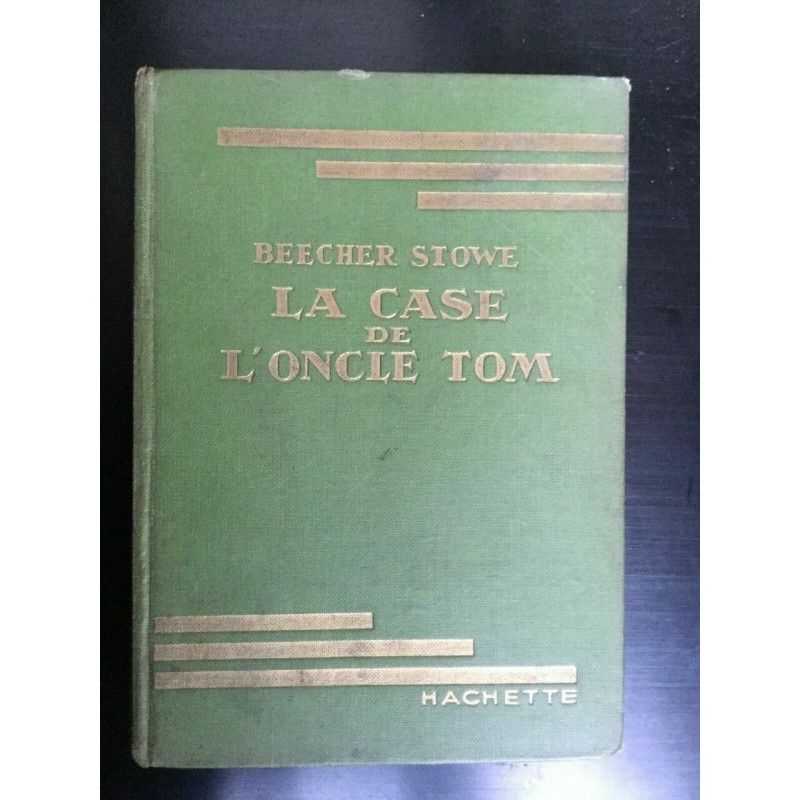 BEECHER STOWE
LA CASE
DE
L'ONCLE TOM
HACHETTE